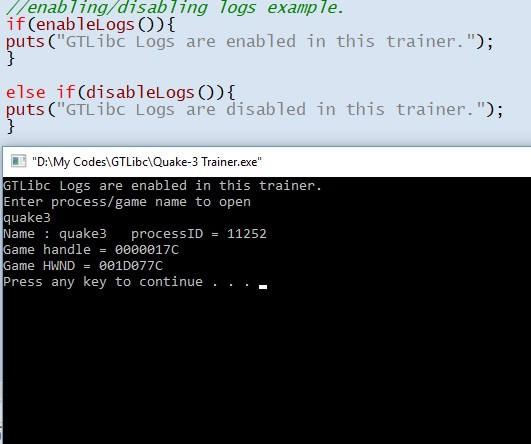 //enabling/disabling logs example.
if(enableLogs()){
puts("GTLibc Logs are enabled in this trainer.");
}
else if(disableLogs()){
puts("GTLibc Logs are disabled in this trainer.");
}
"D:\My Codes\GTLibc\Quake-3 Trainer.exe"
GTLibc Logs are enabled in this trainer.
Enter process/game name to open
quake3
Name : quake3   processID = 11252
Game handle = 0000017C
Game HWND = 001D077C
Press any key to continue . . .